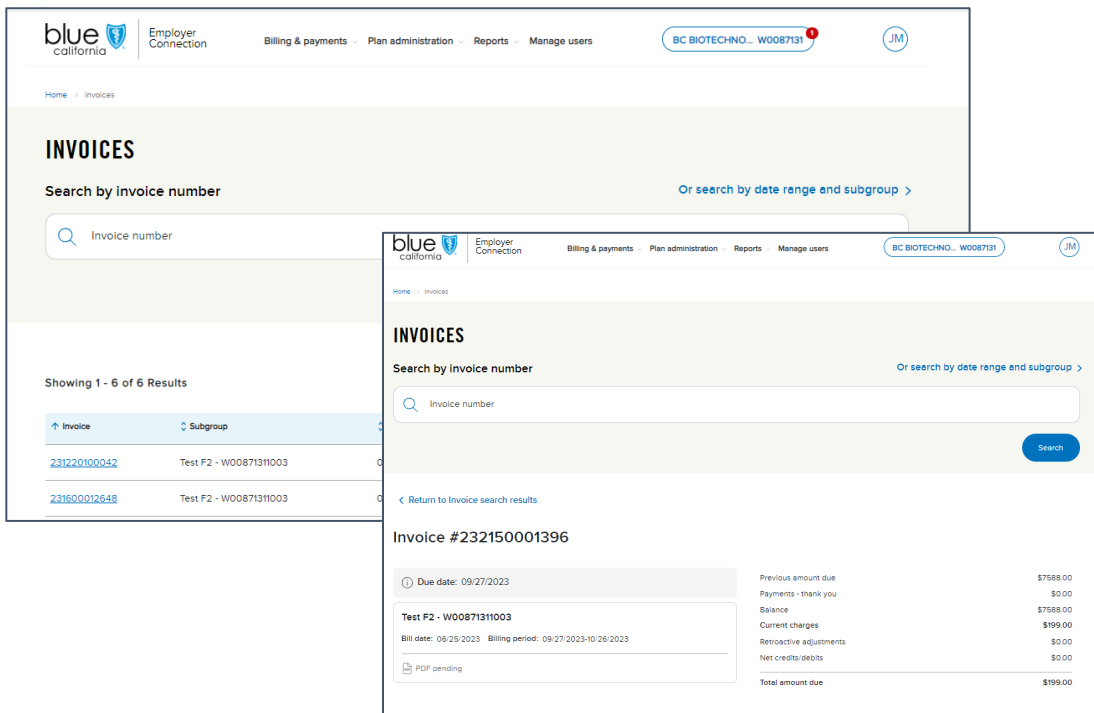 blue
california
Employer
Connection
Billing & payments
Plan administration
Reports
Manage users
BC BIOTECHNO... W0087131
1
JM
Home > Invoices
INVOICES
Search by invoice number
Or search by date range and subgroup >
Invoice number
Showing 1 - 6 of 6 Results
Invoice
Subgroup
231220100042
Test F2 - W00871311003
0
231600012648
Test F2 - W00871311003
0
blue
california
Employer
Connection
Billing & payments
Plan administration
Reports
Manage users
BC BIOTECHNO... W0087131
JM
Home > Invoices
INVOICES
Search by invoice number
Or search by date range and subgroup >
Invoice number
Search
< Return to Invoice search results
Invoice #232150001396
Due date: 09/27/2023
Test F2 - W00871311003
Bill date: 06/25/2023 Billing period: 09/27/2023-10/26/2023
PDF pending
Previous amount due $7588.00
Payments - thank you $0.00
Balance $7588.00
Current charges $199.00
Retroactive adjustments $0.00
Net credits/debits $0.00
Total amount due $199.00